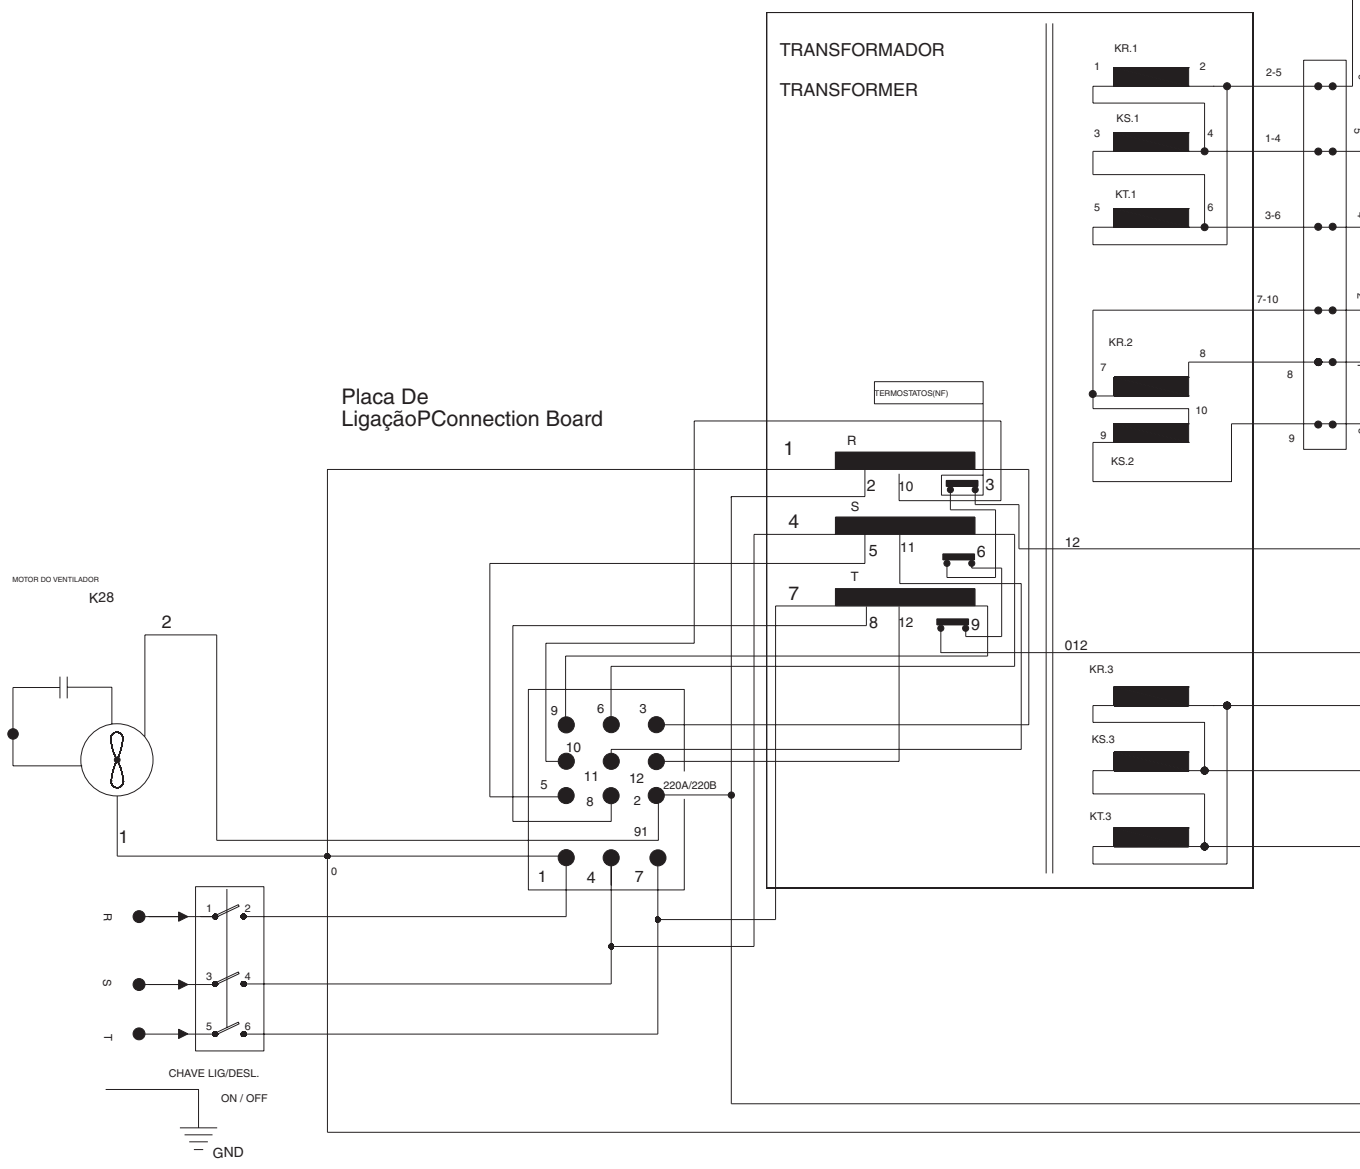 TRANSFORMADOR
TRANSFORMER
KR.1
1
2
2-5
KS.1
3
4
1-4
5
KT.1
5
6
3-6
7-10
KR.2
7
8
8
10
9
KS.2
9
Placa De
LigaçãoPConnection Board
TERMOSTATOS(NF)
1
R
2
10
3
4
S
5
11
6
12
7
T
8
12
9
012
MOTOR DO VENTILADOR
K28
2
1
0
9
6
3
10
11
12
5
8
2
220A/220B
91
1
4
7
KR.3
KS.3
KT.3
R
1
2
S
3
4
T
5
6
CHAVE LIG/DESL.
ON / OFF
GND